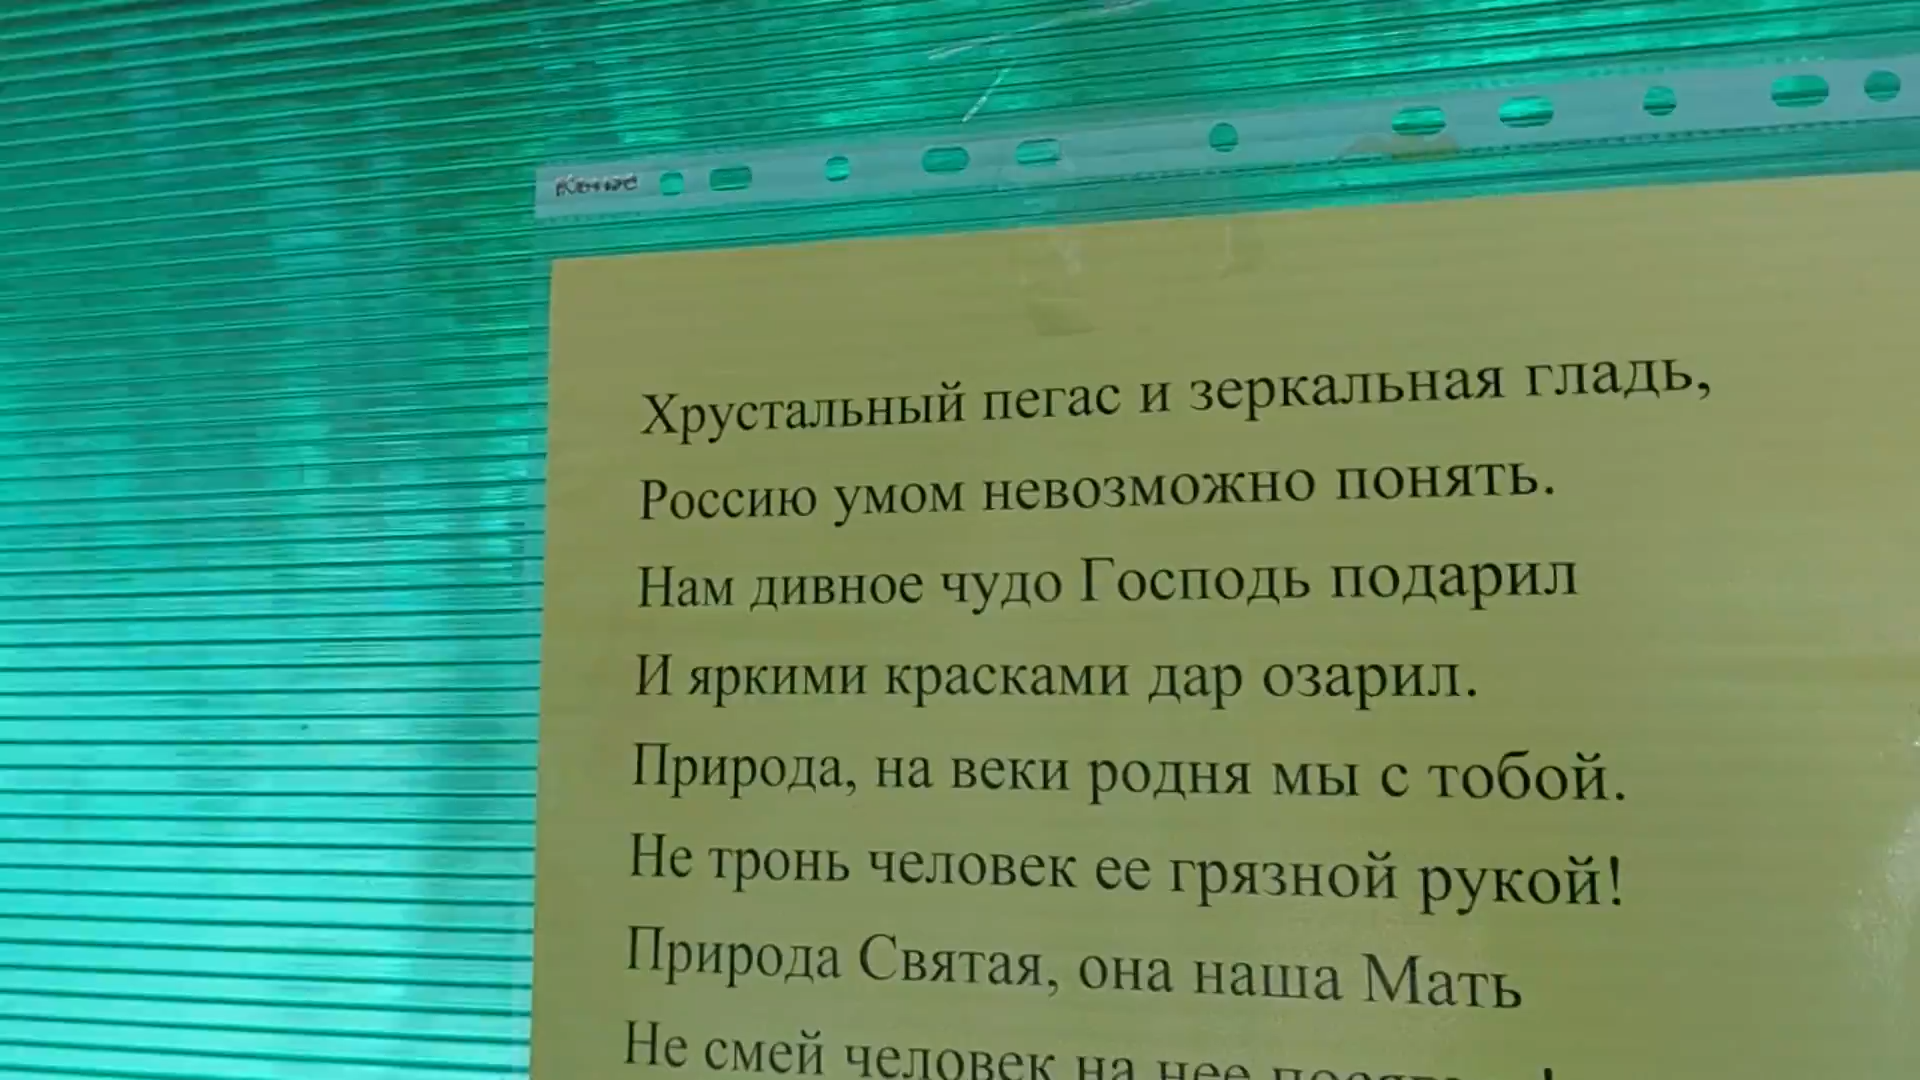 Хрустальный пегас и зеркальная гладь,
Россию умом невозможно понять.
Нам дивное чудо Господь подарил
И яркими красками дар озарил.
Природа, на веки родня мы с тобой.
Не тронь человек ее грязной рукой!
Природа Святая, она наша Мать
Не смей человек на нее